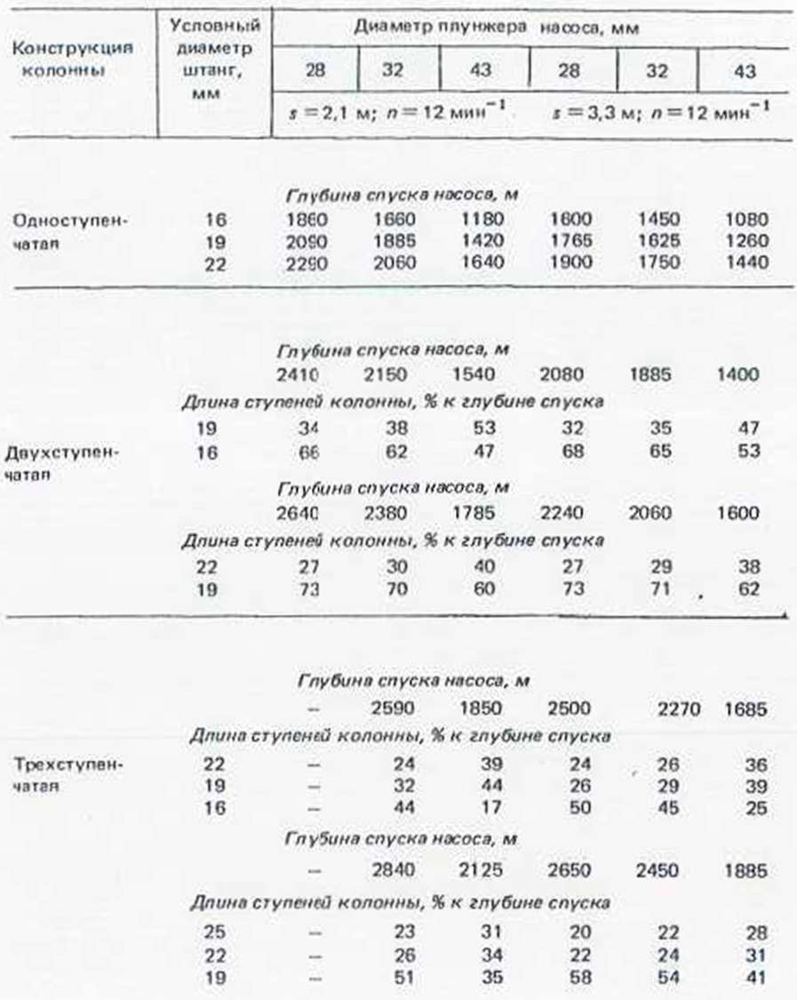 Конструкция колонны
Условный диаметр штанг, мм
Диаметр плунжера насоса, мм
28 32 43 28 32 43
s = 2,1 м; n = 12 мин⁻¹ s = 3,3 м; n = 12 мин⁻¹
Глубина спуска насоса, м
Одноступен- 16 1860 1660 1180 1600 1450 1080
чатая 19 2090 1885 1420 1765 1625 1260
22 2290 2060 1640 1900 1750 1440
Глубина спуска насоса, м
2410 2150 1540 2080 1885 1400
Длина ступеней колонны, % к глубине спуска
19 34 38 53 32 35 47
Двухступен- 16 66 62 47 68 65 53
чатая
Глубина спуска насоса, м
2640 2380 1785 2240 2060 1600
Длина ступеней колонны, % к глубине спуска
22 27 30 40 27 29 38
19 73 70 60 73 71 62
Глубина спуска насоса, м
– 2590 1850 2500 2270 1685
Длина ступеней колонны, % к глубине спуска
Трехступен- 22 – 24 39 24 26 36
чатая 19 – 32 44 26 29 39
16 – 44 17 50 45 25
Глубина спуска насоса, м
– 2840 2125 2650 2450 1885
Длина ступеней колонны, % к глубине спуска
25 – 23 31 20 22 28
22 – 26 34 22 24 31
19 – 51 35 58 54 41